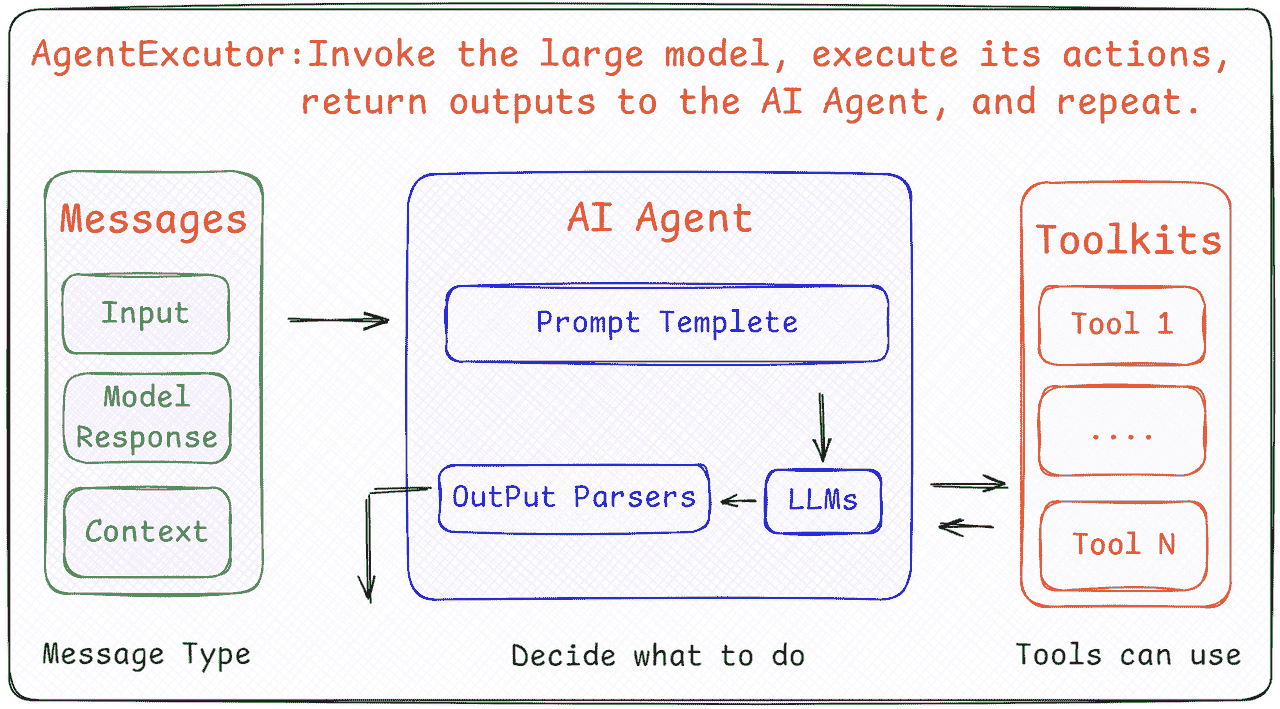 AgentExcutor:Invoke the large model, execute its actions,
return outputs to the AI Agent, and repeat.
Messages
Input
Model
Response
Context
Message Type
AI Agent
Prompt Templete
OutPut Parsers
LLMs
Decide what to do
Toolkits
Tool 1
....
Tool N
Tools can use